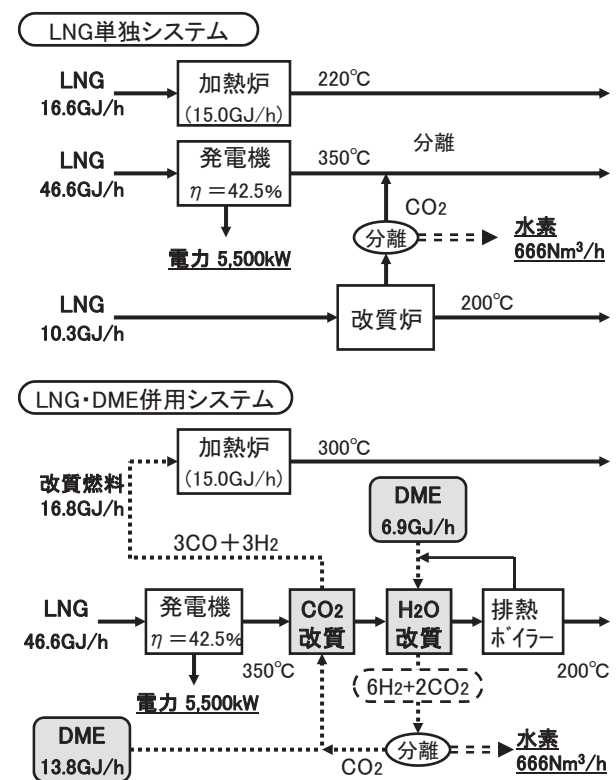 LNG単独システム
LNG
16.6GJ/h
加熱炉
(15.0GJ/h)
220℃
LNG
46.6GJ/h
発電機
η=42.5%
350℃
分離
電力 5,500kW
CO2
分離
水素
666Nm³/h
LNG
10.3GJ/h
改質炉
200℃
LNG・DME併用システム
加熱炉
(15.0GJ/h)
300℃
改質燃料
16.8GJ/h
DME
6.9GJ/h
3CO+3H2
LNG
46.6GJ/h
発電機
η=42.5%
350℃
CO2
改質
H2O
改質
排熱
ボイラー
200℃
電力 5,500kW
6H2+2CO2
DME
13.8GJ/h
CO2
分離
水素
666Nm³/h